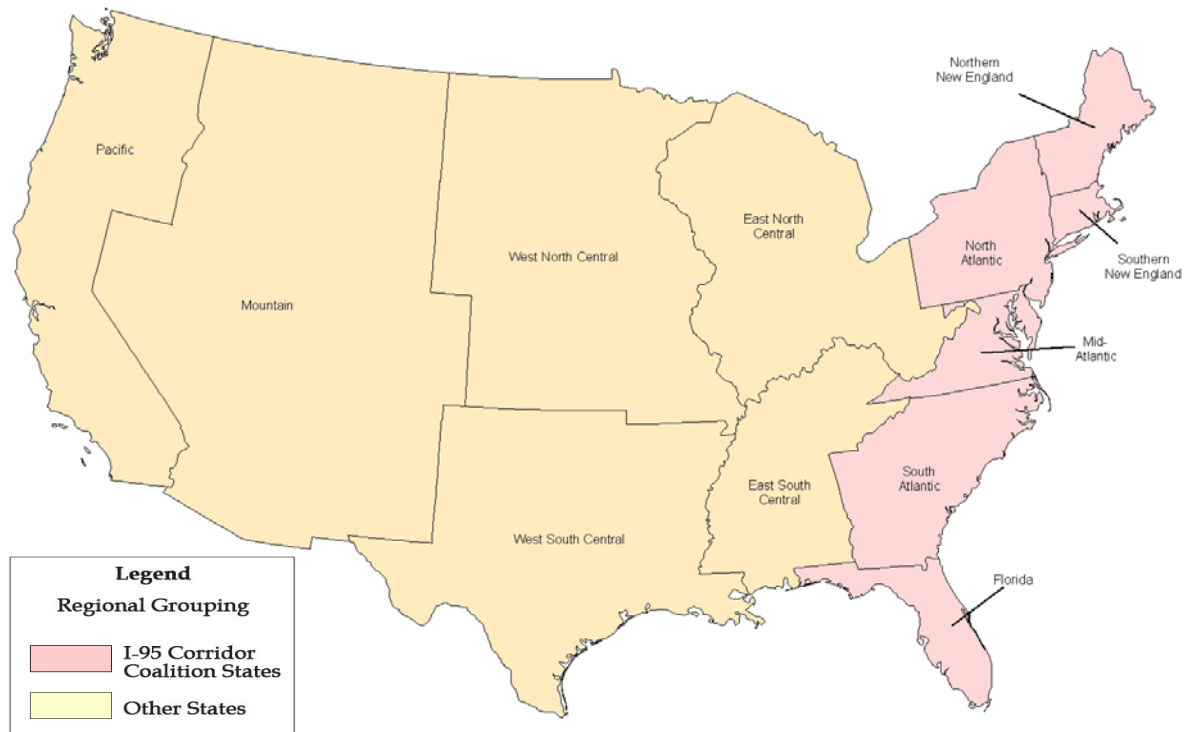 Northern
New England
Pacific
East North
Central
West North Central
North
Atlantic
Southern
New England
Mountain
Mid-
Atlantic
South
Atlantic
East South
Central
West South Central
Florida
Legend
Regional Grouping
I-95 Corridor
Coalition States
Other States